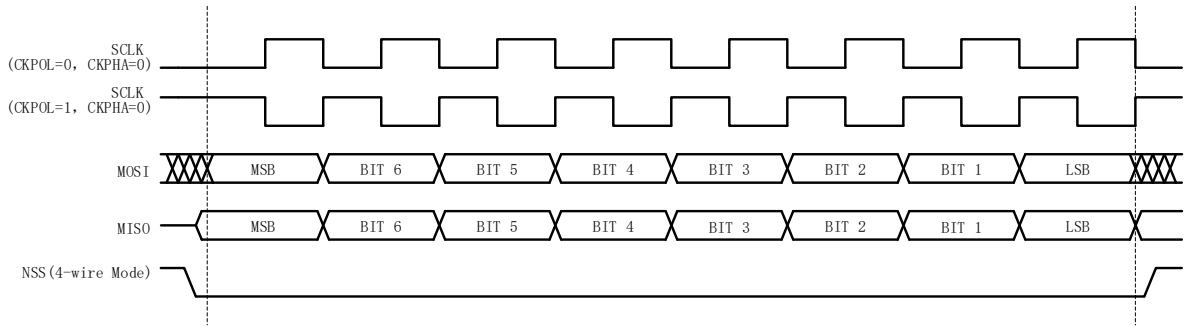 SCLK
(CKPOL=0, CKPHA=0)
SCLK
(CKPOL=1, CKPHA=0)
MOSI MSB BIT 6 BIT 5 BIT 4 BIT 3 BIT 2 BIT 1 LSB
MISO MSB BIT 6 BIT 5 BIT 4 BIT 3 BIT 2 BIT 1 LSB
NSS(4-wire Mode)